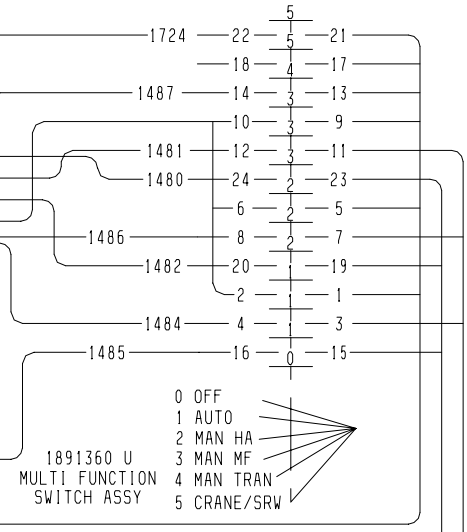 5
1724 22 5 21
18 4 17
1487 14 3 13
10 3 9
1481 12 3 11
1480 24 2 23
6 2 5
1486 8 2 7
1482 20 1 19
2 1 1
1484 4 1 3
1485 16 0 15
0 OFF
1 AUTO
2 MAN HA
3 MAN MF
4 MAN TRAN
5 CRANE/SRW
1891360 U
MULTI FUNCTION
SWITCH ASSY